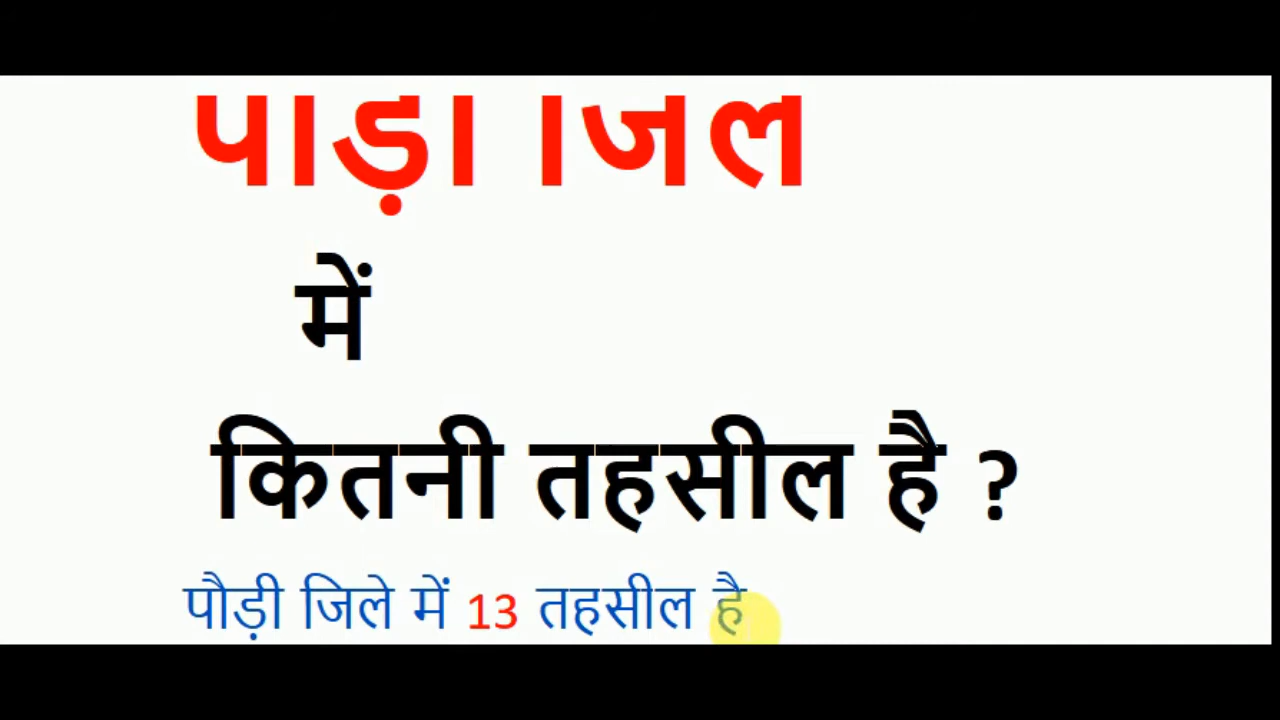 पौड़ी जिले
में
कितनी तहसील है ?
पौड़ी जिले में 13 तहसील है